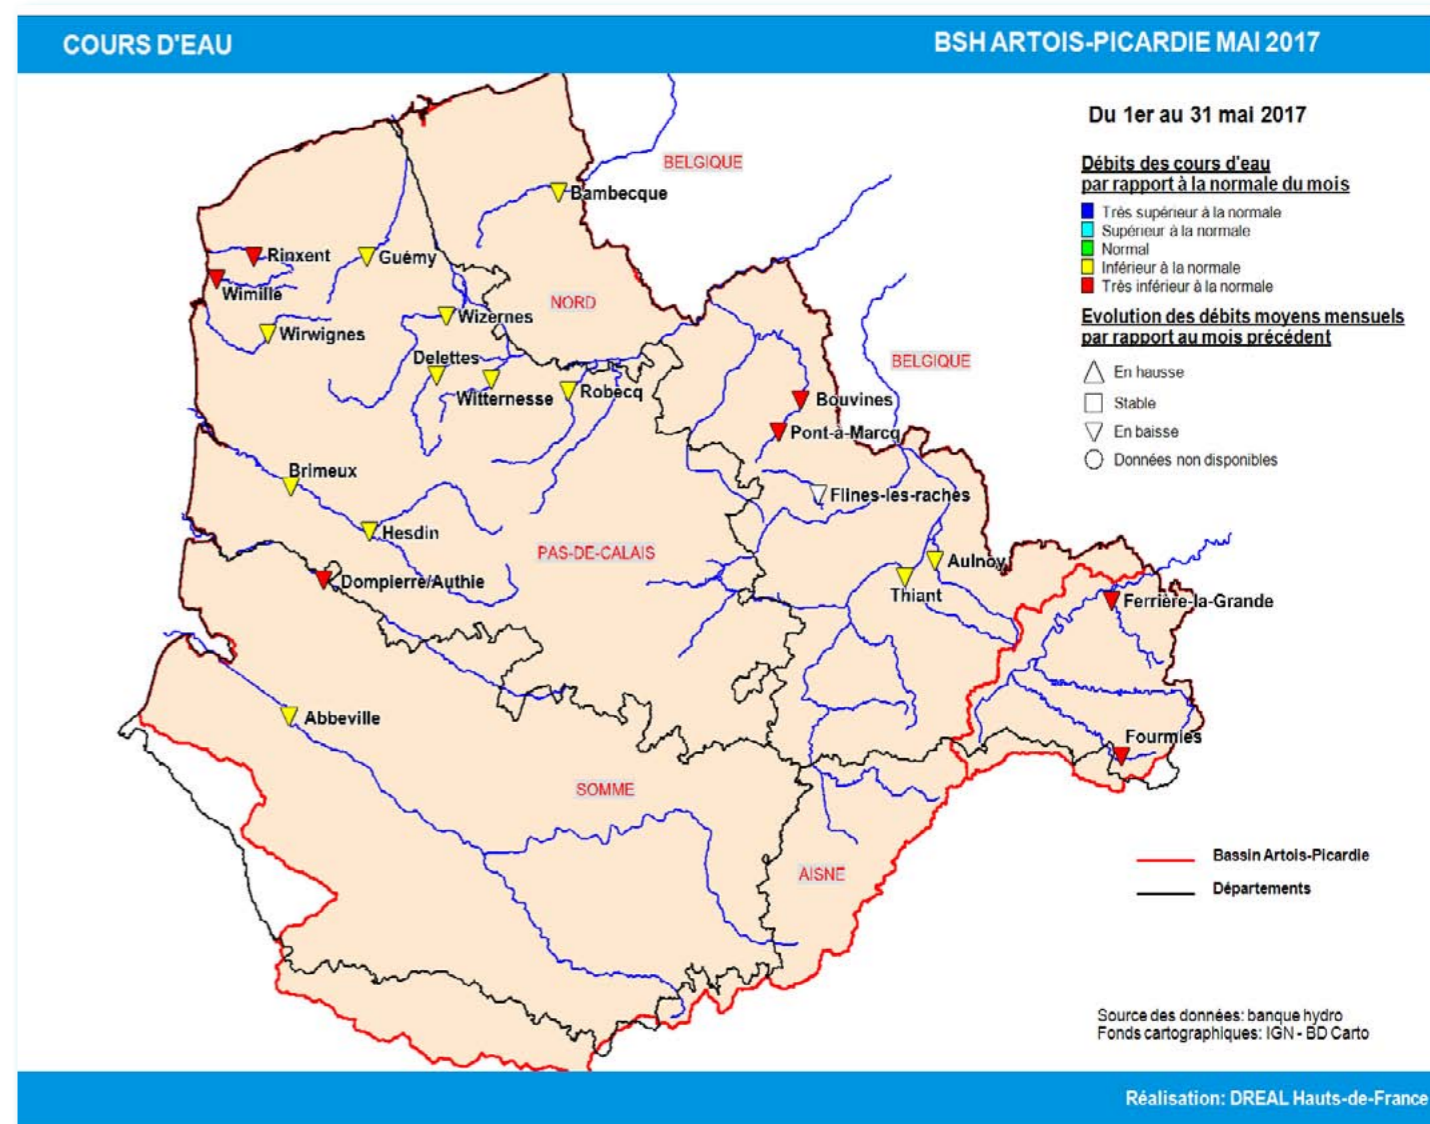 COURS D'EAU
BSH ARTOIS-PICARDIE MAI 2017
Du 1er au 31 mai 2017
Débits des cours d'eau
par rapport à la normale du mois
Très supérieur à la normale
Supérieur à la normale
Normal
Inférieur à la normale
Très inférieur à la normale
Evolution des débits moyens mensuels
par rapport au mois précédent
En hausse
Stable
En baisse
Données non disponibles
BELGIQUE
Bambecque
Rinxent
Guémy
Wimille
NORD
Wizernes
Wirwignes
Delettes
BELGIQUE
Witternesse
Robecq
Bouvines
Pont-à-Marcq
Brimeux
Flines-les-raches
Hesdin
PAS-DE-CALAIS
Aulnoy
Dompierre/Authie
Thiant
Ferrière-la-Grande
Abbeville
Fourmies
SOMME
AISNE
Bassin Artois-Picardie
Départements
Source des données: banque hydro
Fonds cartographiques: IGN - BD Carto
Réalisation: DREAL Hauts-de-France